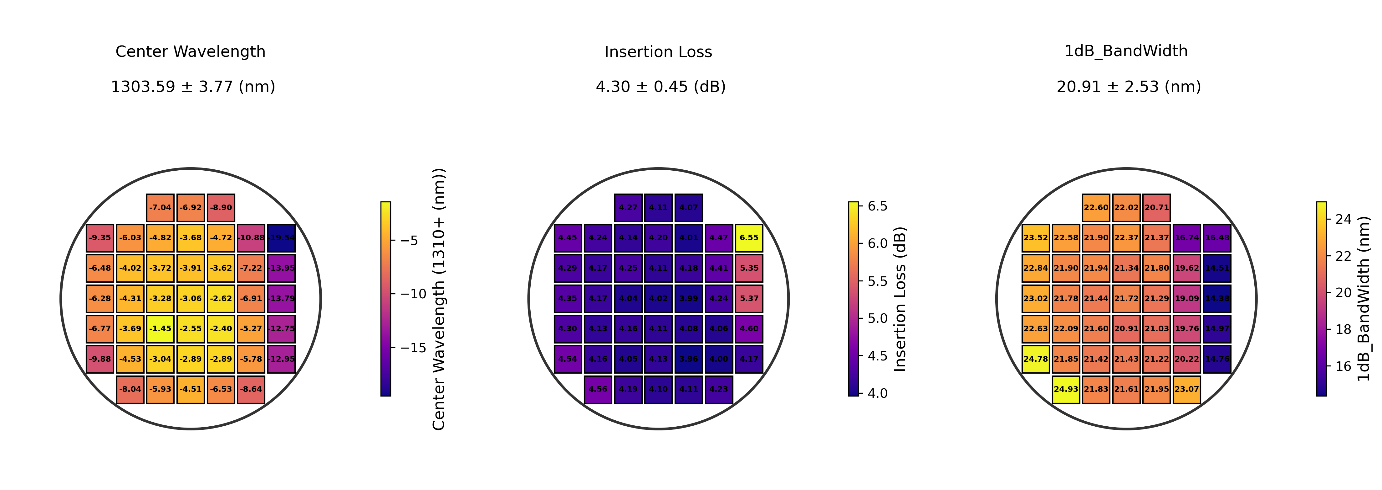 Center Wavelength
1303.59 ± 3.77 (nm)
-7.04 -6.92 -8.90
-9.35 -6.03 -4.82 -3.68 -4.72 -10.88
-6.48 -4.02 -3.72 -3.91 -3.62 -7.22 -13.95
-6.28 -4.31 -3.28 -3.06 -2.62 -6.91 -13.79
-6.77 -3.69 -1.45 -2.55 -2.40 -5.27 -12.75
-9.88 -4.53 -3.04 -2.89 -2.89 -5.78 -12.95
-8.04 -5.93 -4.51 -6.53 -8.64
−5
−10
−15
Center Wavelength (1310+ (nm))
Insertion Loss
4.30 ± 0.45 (dB)
4.27 4.11 4.07
4.45 4.24 4.14 4.20 4.01 4.47 6.55
4.29 4.17 4.25 4.11 4.18 4.41 5.35
4.35 4.17 4.04 4.02 3.99 4.24 5.37
4.30 4.12 4.16 4.11 4.08 4.06 4.60
4.54 4.16 4.05 4.13 3.96 4.00 4.17
4.56 4.19 4.10 4.11 4.23
6.5
6.0
5.5
5.0
4.5
4.0
Insertion Loss (dB)
1dB_BandWidth
20.91 ± 2.53 (nm)
22.60 22.02 20.71
23.52 22.58 21.90 22.37 21.37 16.74 16.48
22.84 21.90 21.94 21.34 21.80 19.62 14.51
23.02 21.78 21.44 21.72 21.29 19.09
22.63 22.09 21.60 20.91 21.03 19.76 14.97
24.78 21.85 21.42 21.43 21.22 20.22 14.76
24.93 21.83 21.61 21.95 23.07
24
22
20
18
16
1dB_BandWidth (nm)